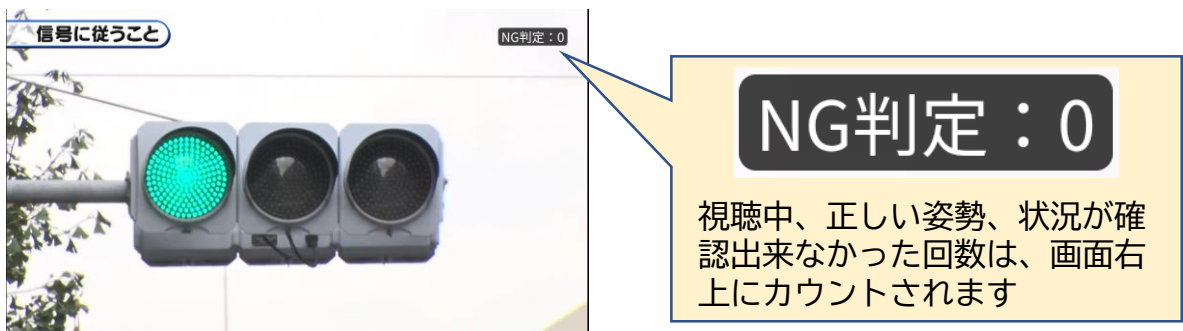 信号に従うこと
NG判定：0
NG判定：0
視聴中、正しい姿勢、状況が確
認出来なかった回数は、画面右
上にカウントされます